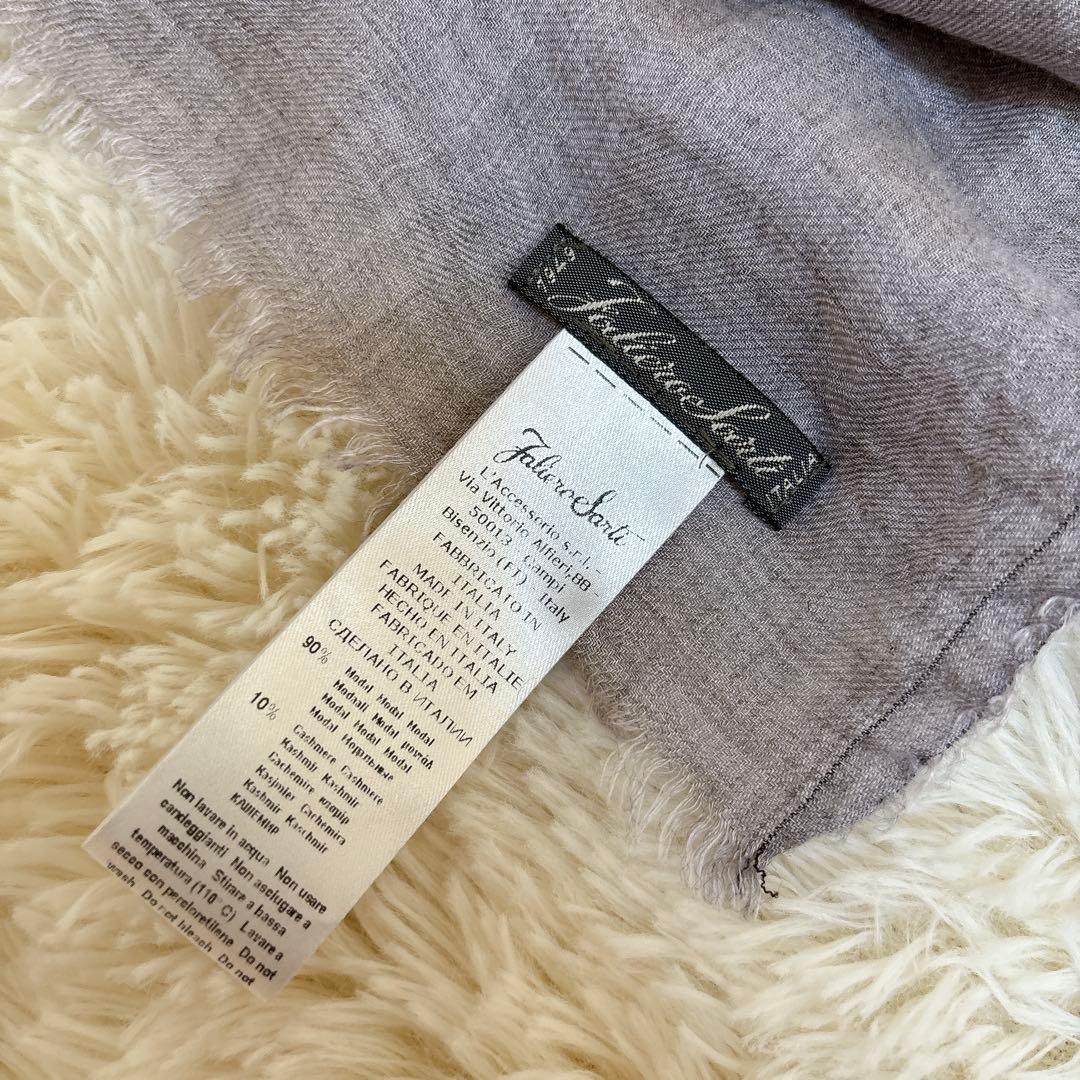 1949
Faliero Sarti
ITALIA
Faliero Sarti
L'Accessorio s.r.l. -
Via Vittorio Alfieri,88 -
50013, Campi
Bisenzio (FI) - Italy
FABBRICATO IN
ITALIA
MADE IN ITALY
FABRIQUE EN ITALIE
HECHO EN ITALIA
FABRICADO EM
ITALIA
СДЕЛАНО В ИТАЛИИ
90% Modal Modal Modal
Modaali Modal
Modal Modal Modal
Modal
10% Cashmere Cashmere
Kashmir Kashmir
Cachemire
Kasjmier Cachemira
Kashmir Kaschmir
КАШЕМИР
Non lavare in acqua Non usare
candeggianti Non asciugare a
macchina Stirare a bassa
temperatura (110°C) Lavare a
secco con percloretilene Do not
wash. Do not bleach. Do not